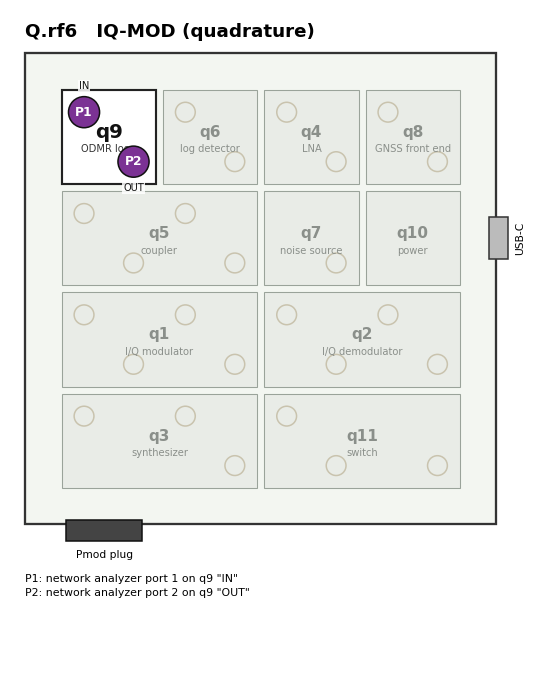 Q.rf6 IQ-MOD (quadrature)
IN
P1
q9
ODMR
P2
OUT
q6
log detector
q4
LNA
q8
GNSS front end
q5
coupler
q7
noise source
q10
power
USB-C
q1
I/Q modulator
q2
I/Q demodulator
q3
synthesizer
q11
switch
Pmod plug
P1: network analyzer port 1 on q9 "IN"
P2: network analyzer port 2 on q9 "OUT"